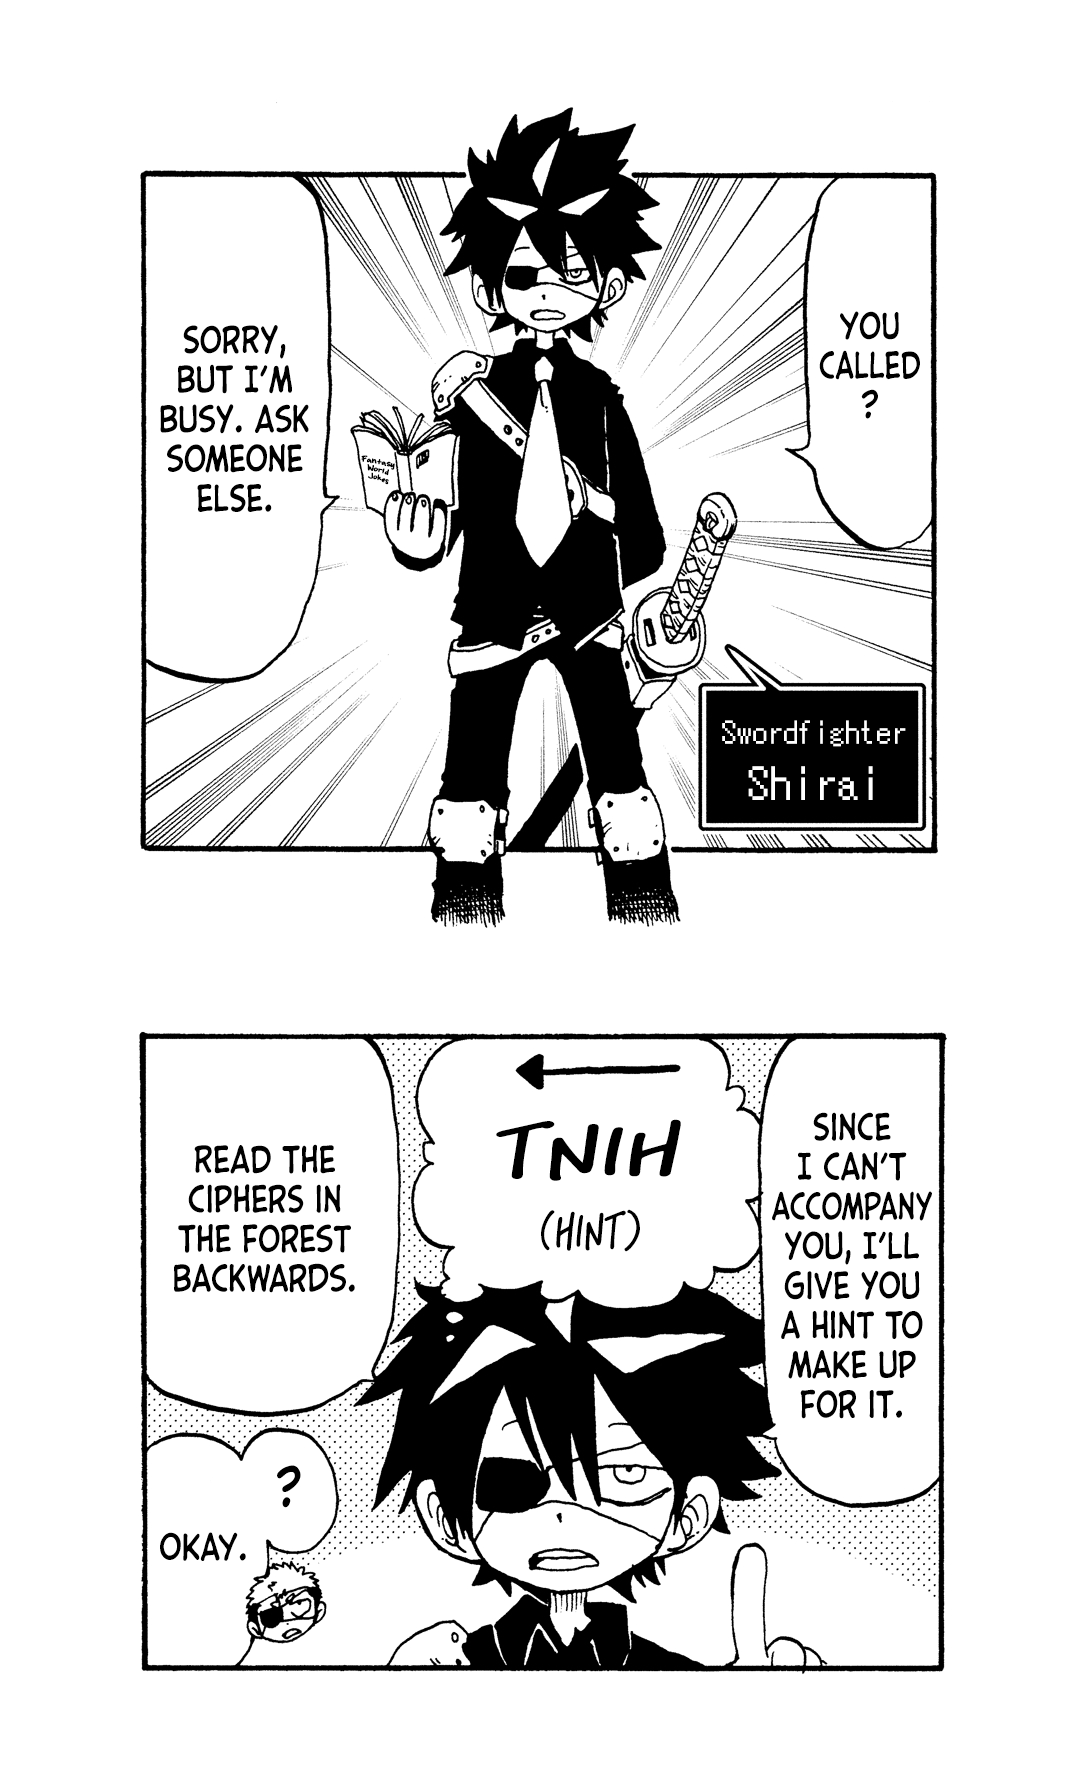 YOU
CALLED
?
SORRY,
BUT I'M
BUSY. ASK
SOMEONE
ELSE.
Fantasy
World
Jokes
Swordfighter
Shirai
SINCE
I CAN'T
ACCOMPANY
YOU, I'LL
GIVE YOU
A HINT TO
MAKE UP
FOR IT.
TNIH
(HINT)
READ THE
CIPHERS IN
THE FOREST
BACKWARDS.
?
OKAY.